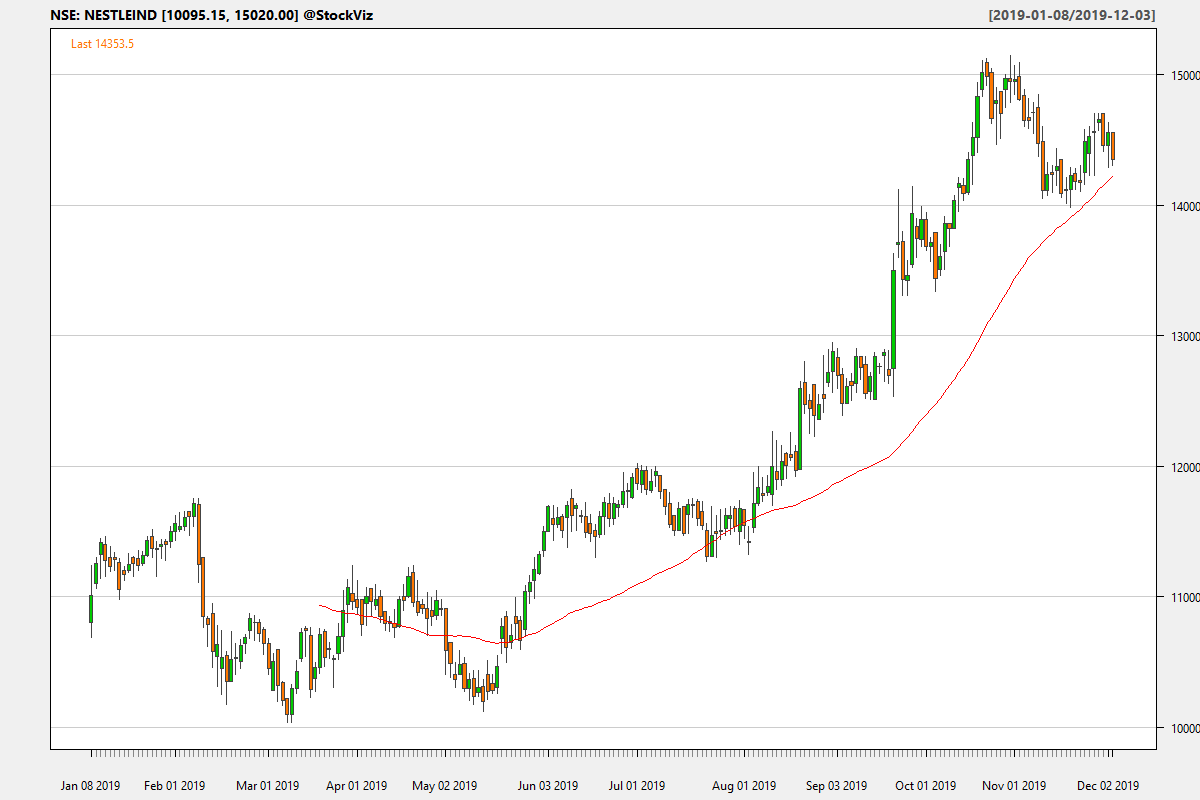 NSE: NESTLEIND [10095.15, 15020.00] @StockViz
[2019-01-08/2019-12-03]
Last 14353.5
15000
14000
13000
12000
11000
10000
Jan 08 2019 Feb 01 2019 Mar 01 2019 Apr 01 2019 May 02 2019 Jun 03 2019 Jul 01 2019 Aug 01 2019 Sep 03 2019 Oct 01 2019 Nov 01 2019 Dec 02 2019